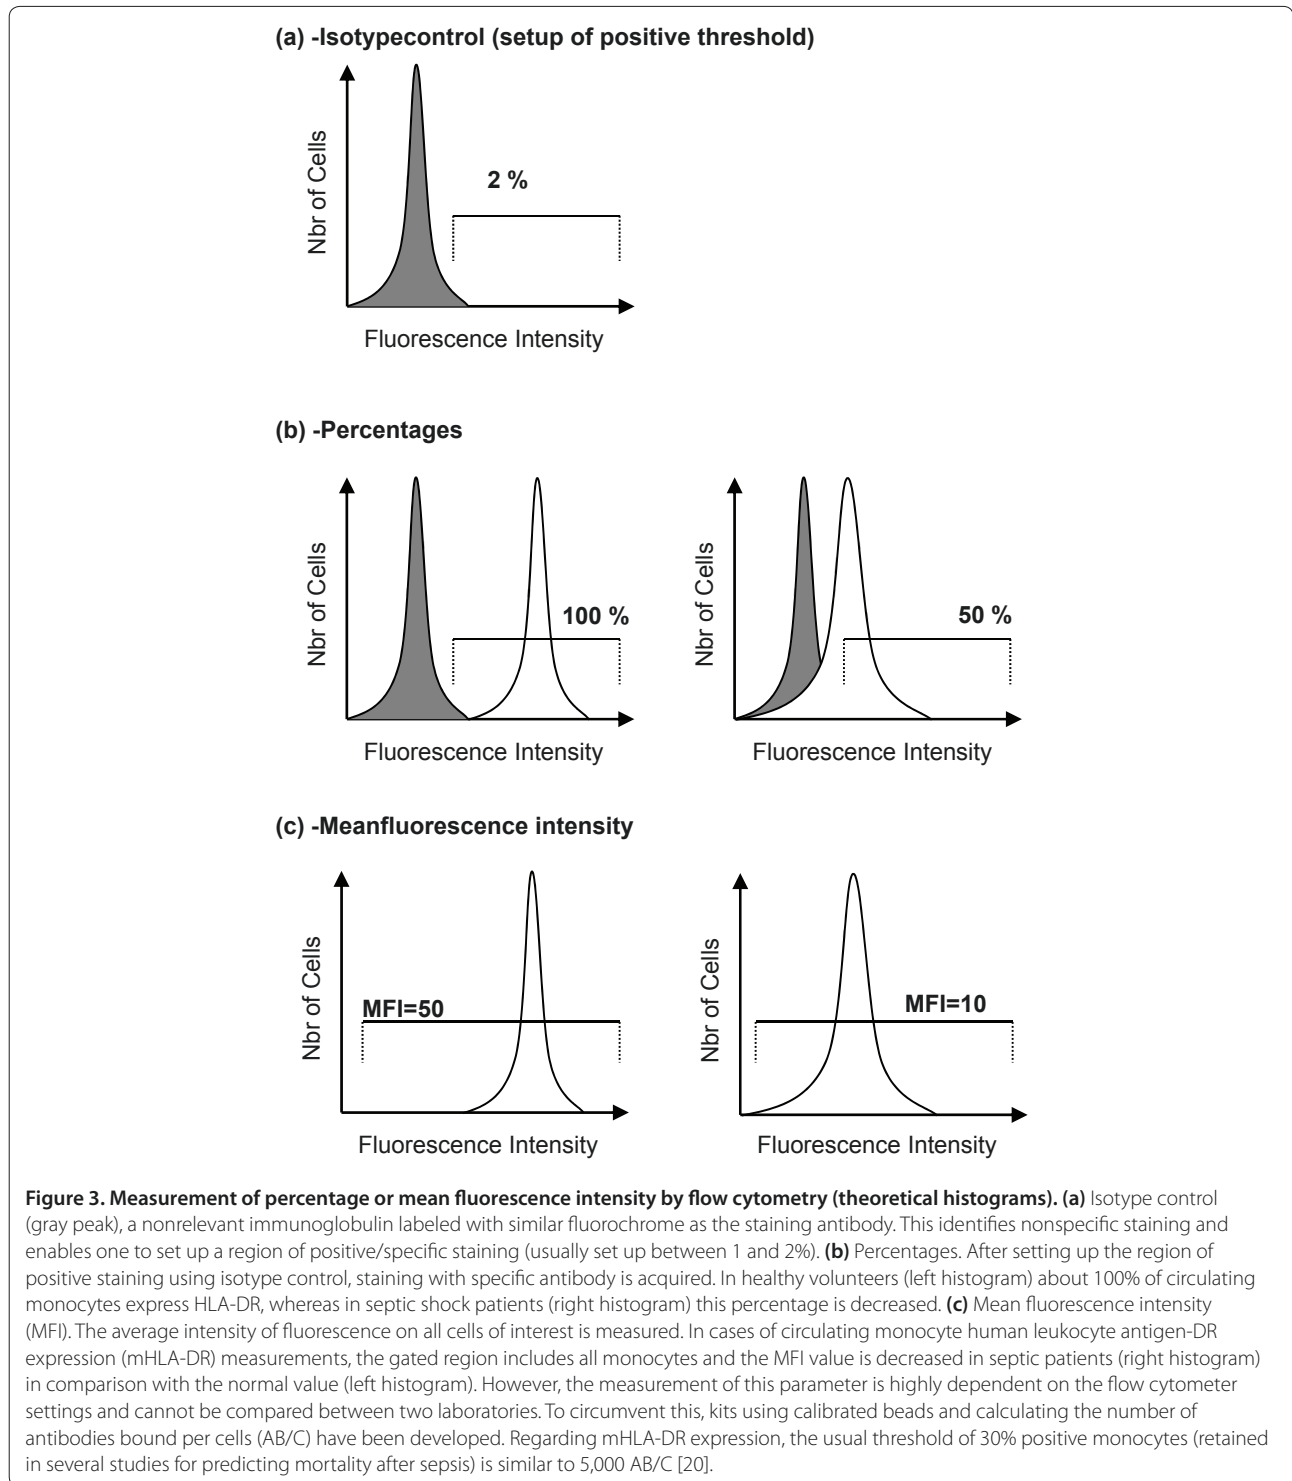 (a) -Isotypecontrol (setup of positive threshold)
Nbr of Cells
2 %
Fluorescence Intensity
(b) -Percentages
Nbr of Cells
100 %
Fluorescence Intensity
Nbr of Cells
50 %
Fluorescence Intensity
(c) -Meanfluorescence intensity
Nbr of Cells
MFI=50
Fluorescence Intensity
Nbr of Cells
MFI=10
Fluorescence Intensity
Figure 3. Measurement of percentage or mean fluorescence intensity by flow cytometry (theoretical histograms). (a) Isotype control
(gray peak), a nonrelevant immunoglobulin labeled with similar fluorochrome as the staining antibody. This identifies nonspecific staining and
enables one to set up a region of positive/specific staining (usually set up between 1 and 2%). (b) Percentages. After setting up the region of
positive staining using isotype control, staining with specific antibody is acquired. In healthy volunteers (left histogram) about 100% of circulating
monocytes express HLA-DR, whereas in septic shock patients (right histogram) this percentage is decreased. (c) Mean fluorescence intensity
(MFI). The average intensity of fluorescence on all cells of interest is measured. In cases of circulating monocyte human leukocyte antigen-DR
expression (mHLA-DR) measurements, the gated region includes all monocytes and the MFI value is decreased in septic patients (right histogram)
in comparison with the normal value (left histogram). However, the measurement of this parameter is highly dependent on the flow cytometer
settings and cannot be compared between two laboratories. To circumvent this, kits using calibrated beads and calculating the number of
antibodies bound per cells (AB/C) have been developed. Regarding mHLA-DR expression, the usual threshold of 30% positive monocytes (retained
in several studies for predicting mortality after sepsis) is similar to 5,000 AB/C [20].